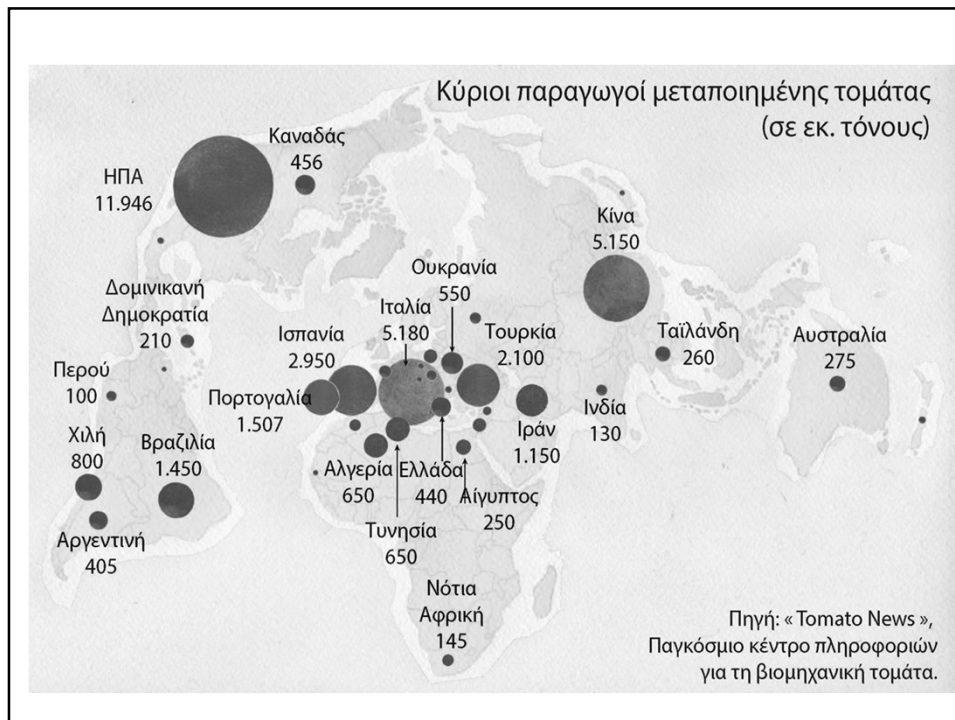 Κύριοι παραγωγοί μεταποιημένης τομάτας
(σε εκ. τόνους)
Καναδάς
456
ΗΠΑ
11.946
Κίνα
5.150
Ουκρανία
550
Δομινικανή
Δημοκρατία
210
Ιταλία
5.180
Ισπανία
2.950
Τουρκία
2.100
Ταϊλάνδη
260
Αυστραλία
275
Περού
100
Πορτογαλία
1.507
Ινδία
130
Ιράν
1.150
Χιλή
800
Βραζιλία
1.450
Αλγερία
650
Ελλάδα
440
Αίγυπτος
250
Τυνησία
650
Αργεντινή
405
Νότια
Αφρική
145
Πηγή: « Tomato News »,
Παγκόσμιο κέντρο πληροφοριών
για τη βιομηχανική τομάτα.